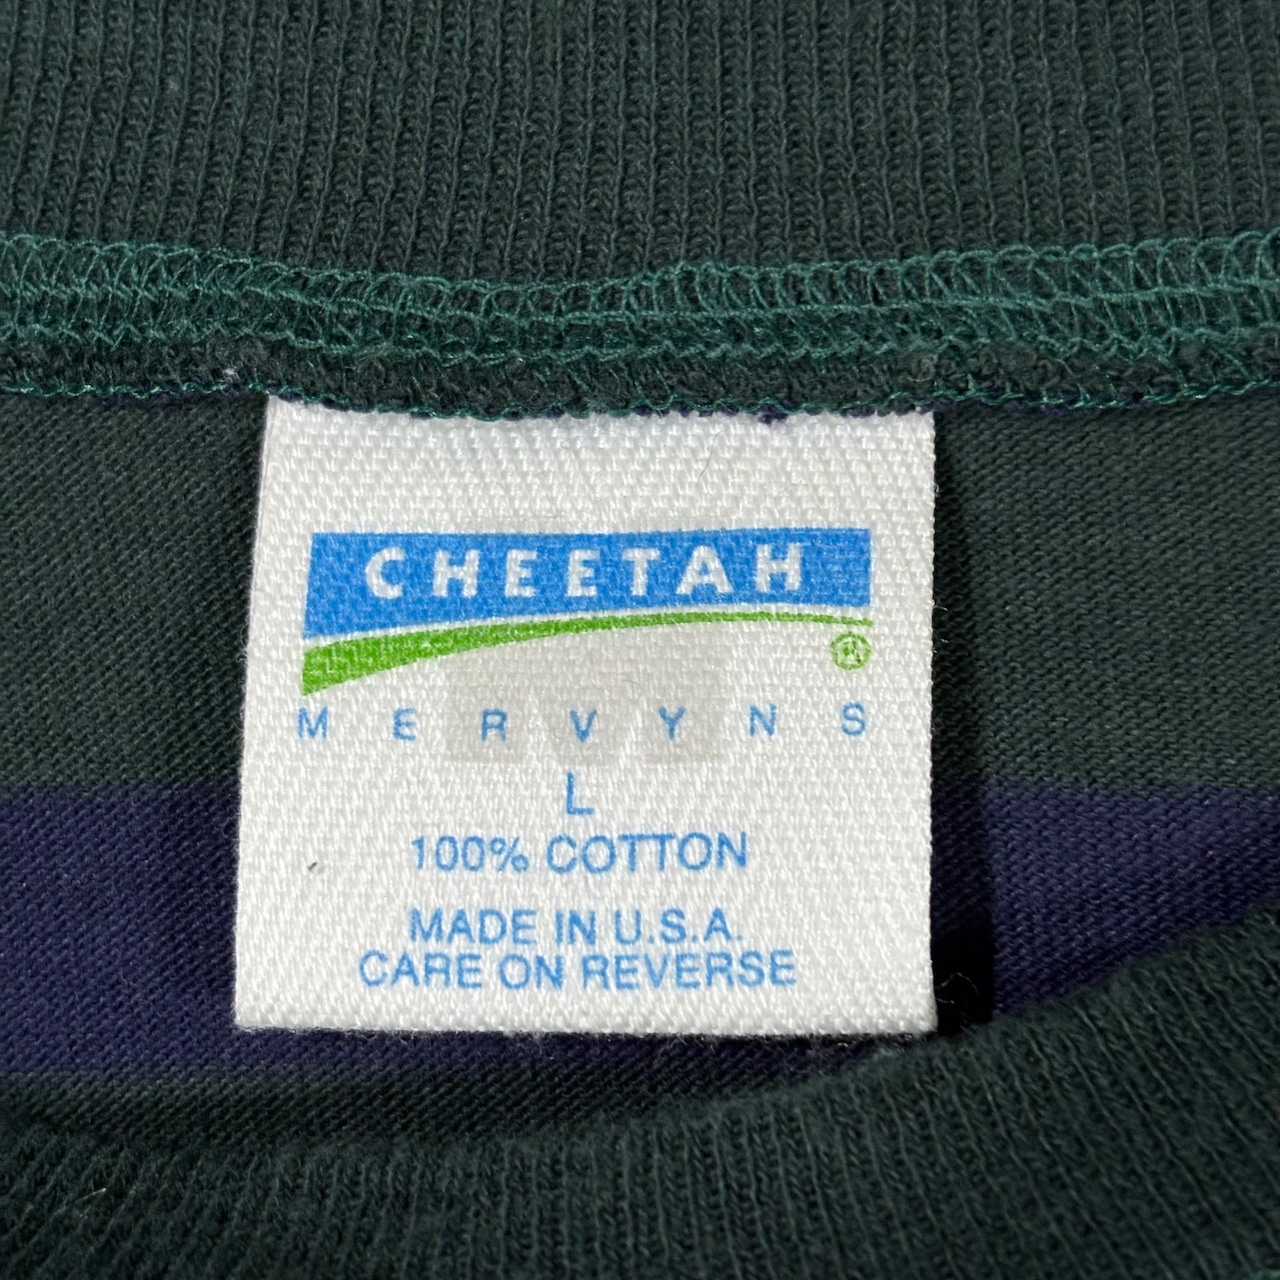 CHEETAH
®
MERVYNS
L
100% COTTON
MADE IN U.S.A.
CARE ON REVERSE